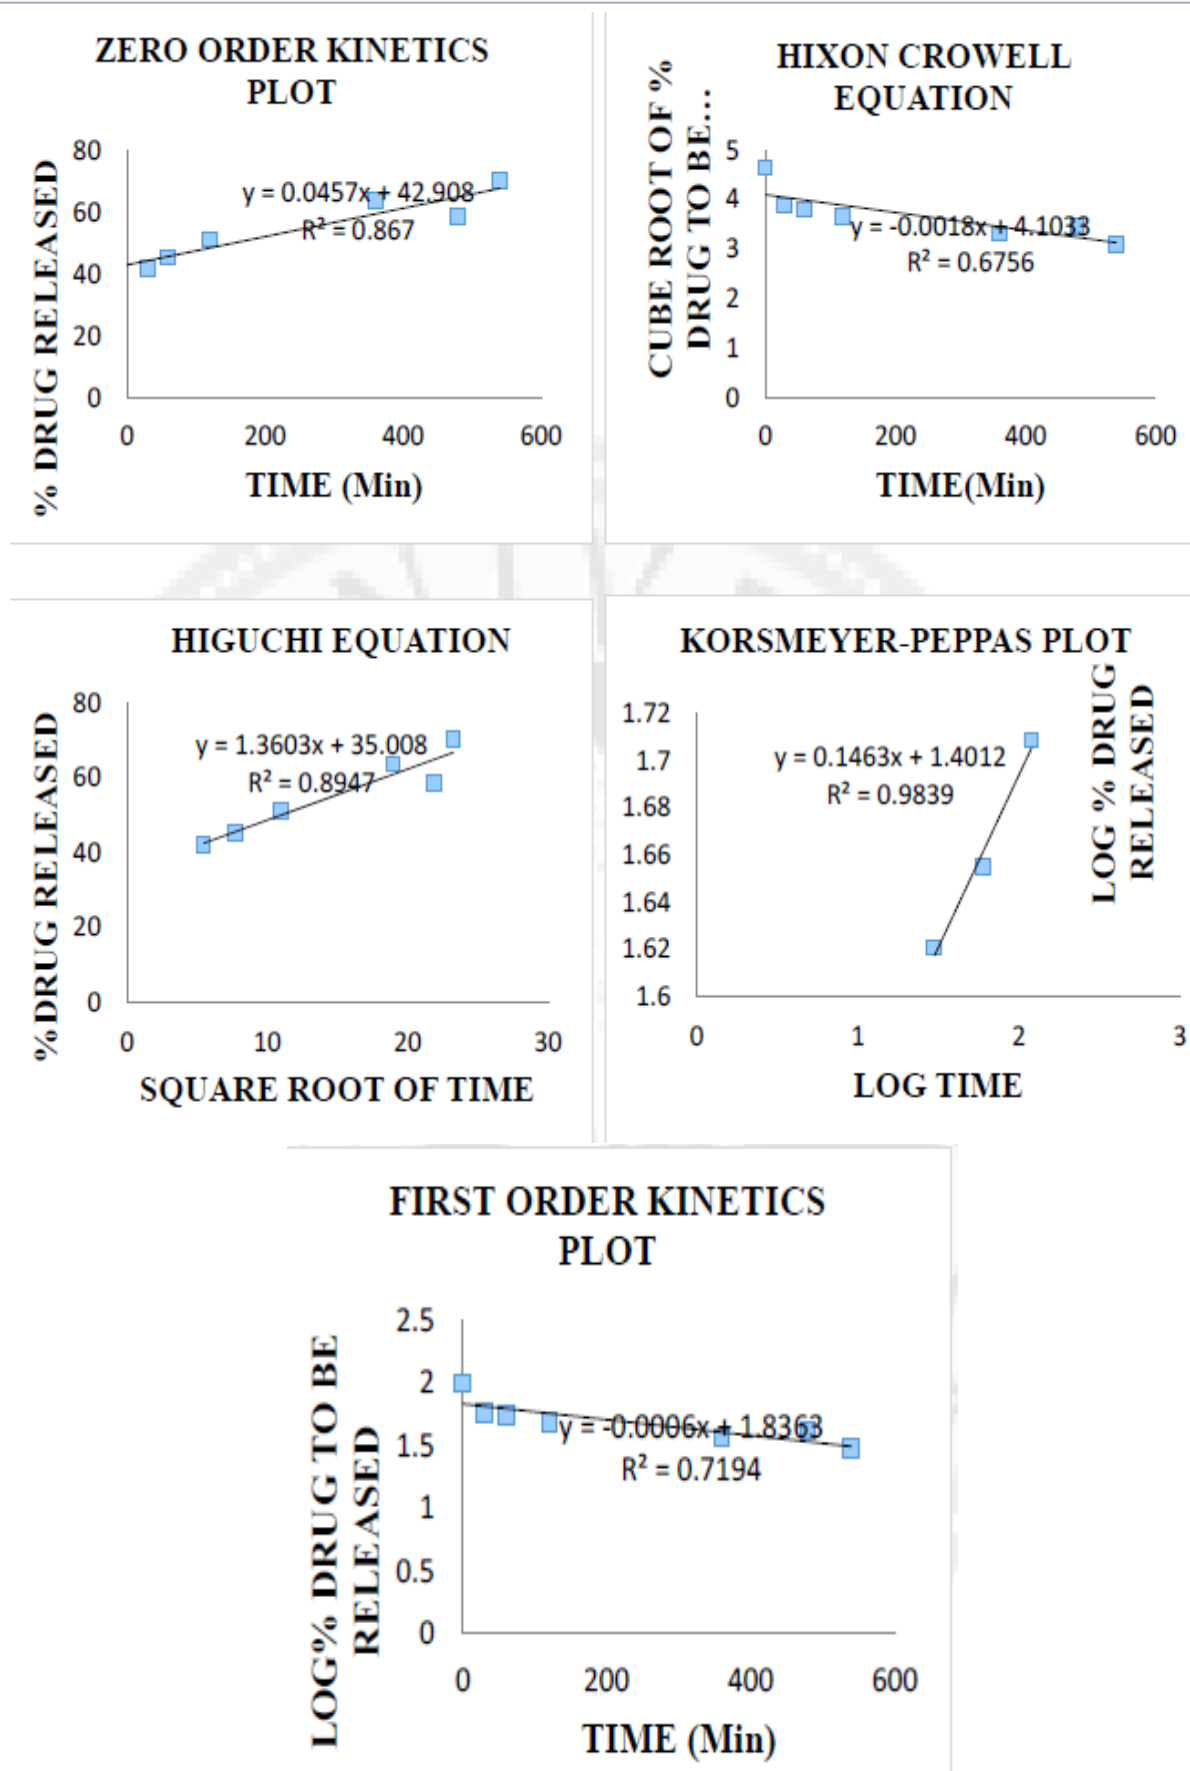 ZERO ORDER KINETICS
PLOT
% DRUG RELEASED
80
60
40
20
0
y = 0.0457x + 42.908
R² = 0.867
0 200 400 600
TIME (Min)
HIXON CROWELL
EQUATION
CUBE ROOT OF %
DRUG TO BE...
5
4
3
2
1
0
y = -0.0018x + 4.1033
R² = 0.6756
0 200 400 600
TIME(Min)
HIGUCHI EQUATION
%DRUG RELEASED
80
60
40
20
0
y = 1.3603x + 35.008
R² = 0.8947
0 10 20 30
SQUARE ROOT OF TIME
KORSMEYER-PEPPAS PLOT
LOG % DRUG
RELEASED
1.72
1.7
1.68
1.66
1.64
1.62
1.6
y = 0.1463x + 1.4012
R² = 0.9839
0 1 2 3
LOG TIME
FIRST ORDER KINETICS
PLOT
LOG% DRUG TO BE
RELEASED
2.5
2
1.5
1
0.5
0
y = -0.0006x + 1.8363
R² = 0.7194
0 200 400 600
TIME (Min)